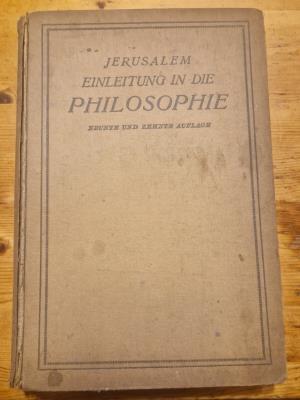 JERUSALEM
EINLEITUNG IN DIE
PHILOSOPHIE
NEUNTE UND ZEHNTE AUFLAGE